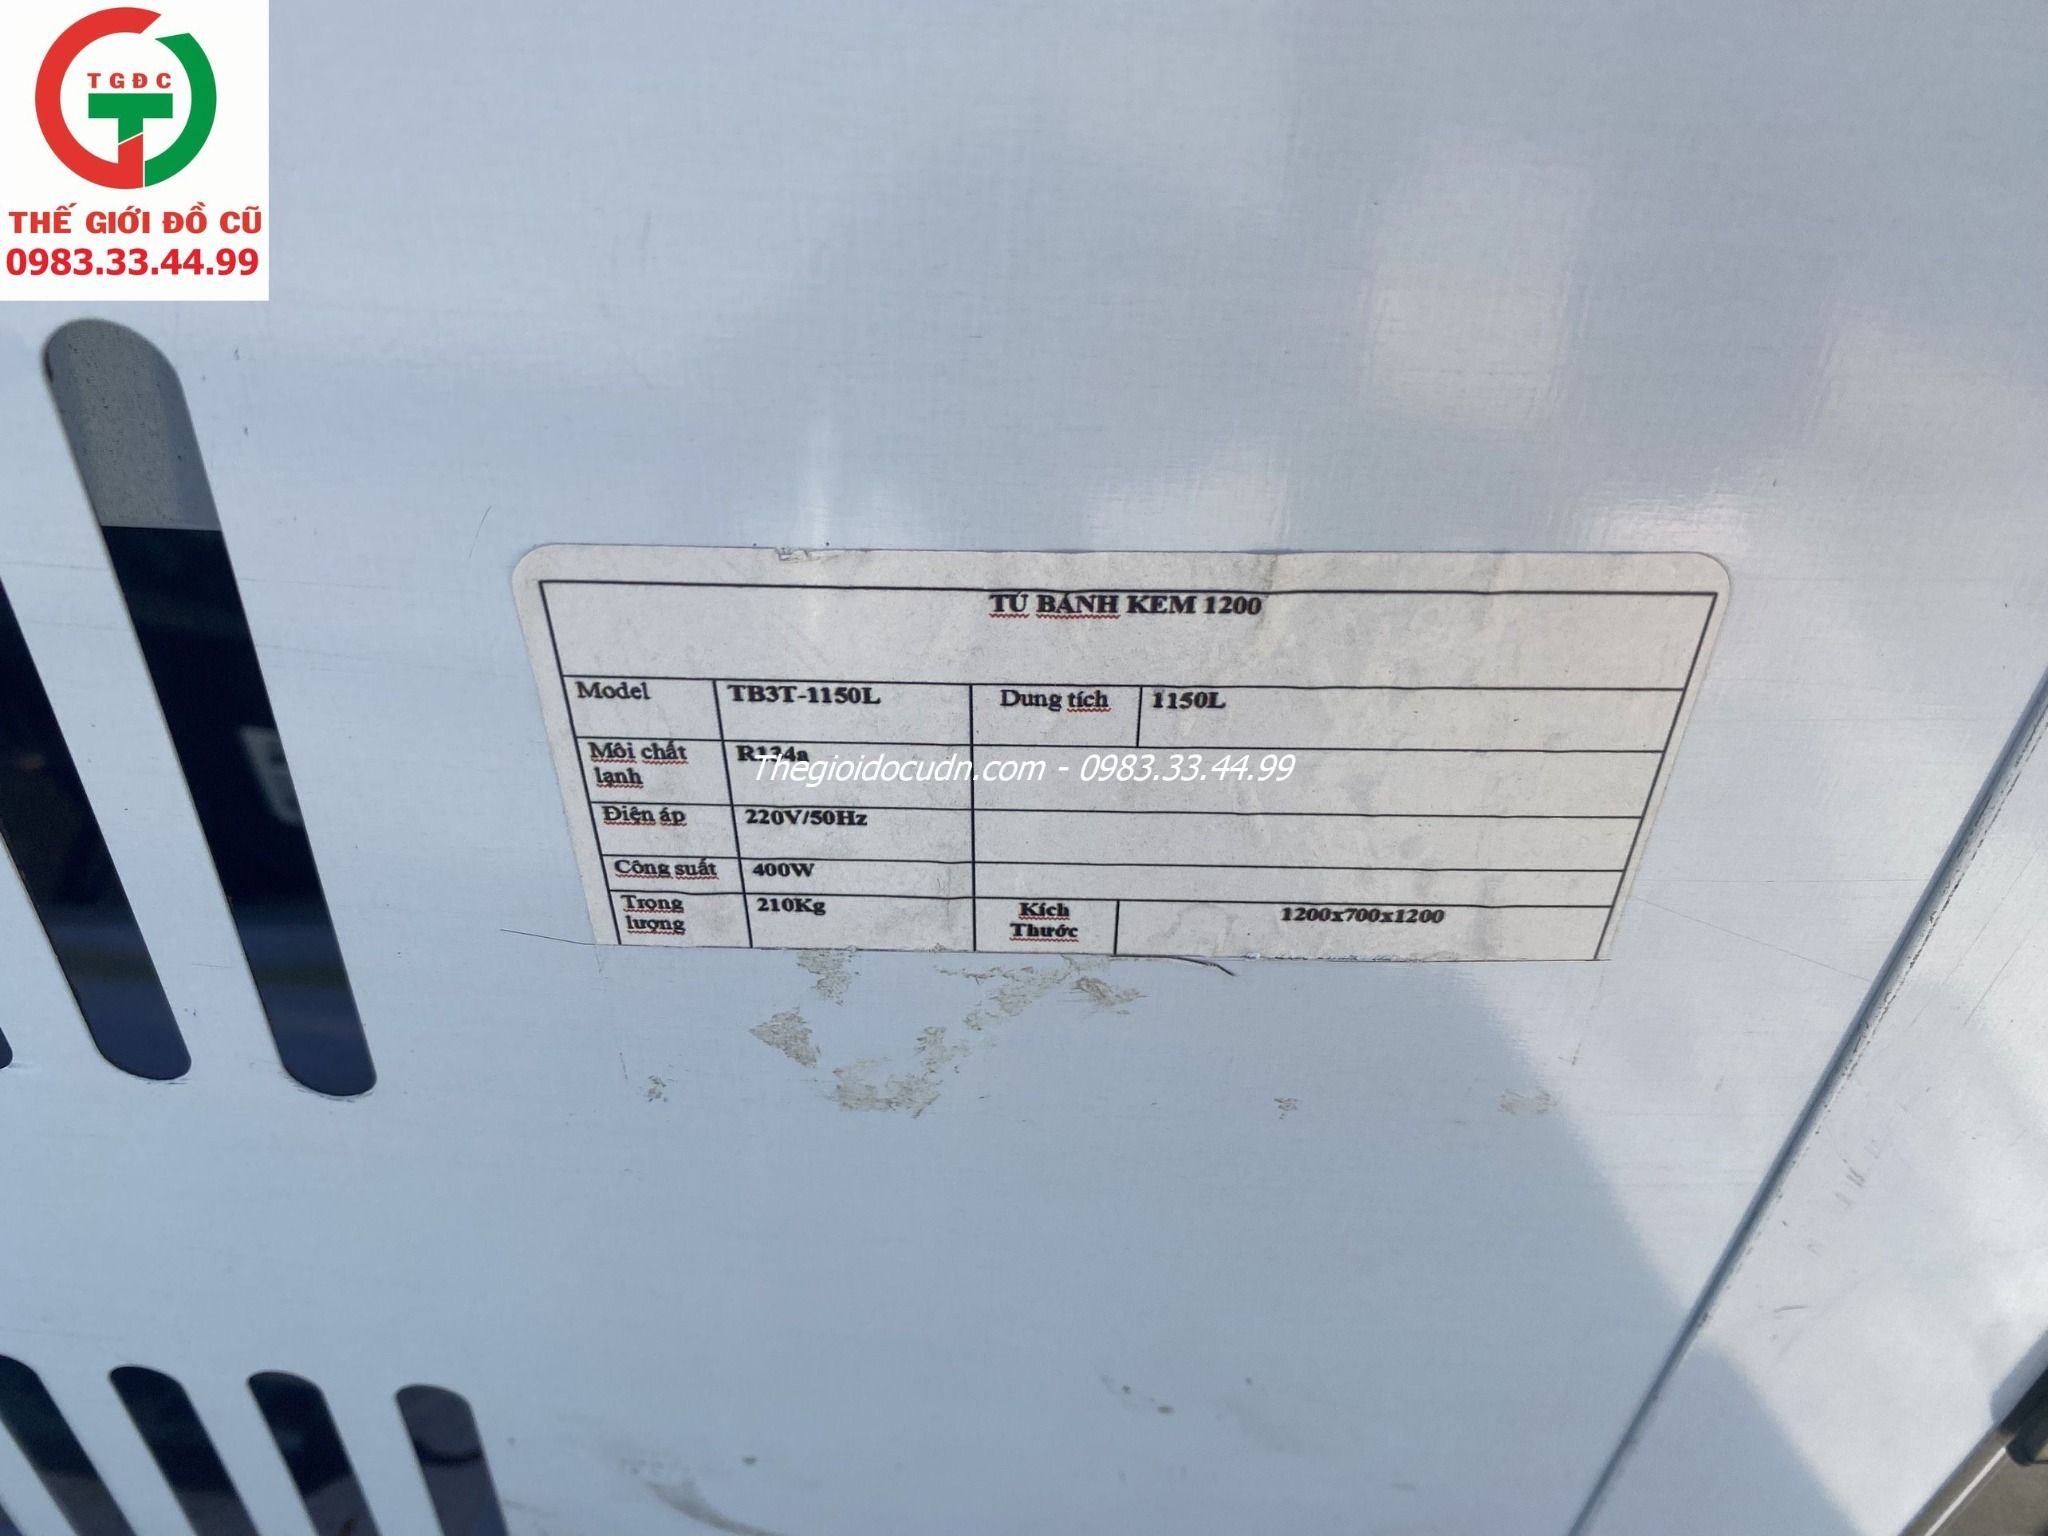 TGĐC
THẾ GIỚI ĐỒ CŨ
0983.33.44.99
TỦ BÁNH KEM 1200
Model TB3T-1150L Dung tích 1150L
Môi chất
lạnh
R134a
Thegioidocudn.com - 0983.33.44.99
Điện áp 220V/50Hz
Công suất 400W
Trọng
lượng
210Kg
Kích
Thước
1200x700x1200